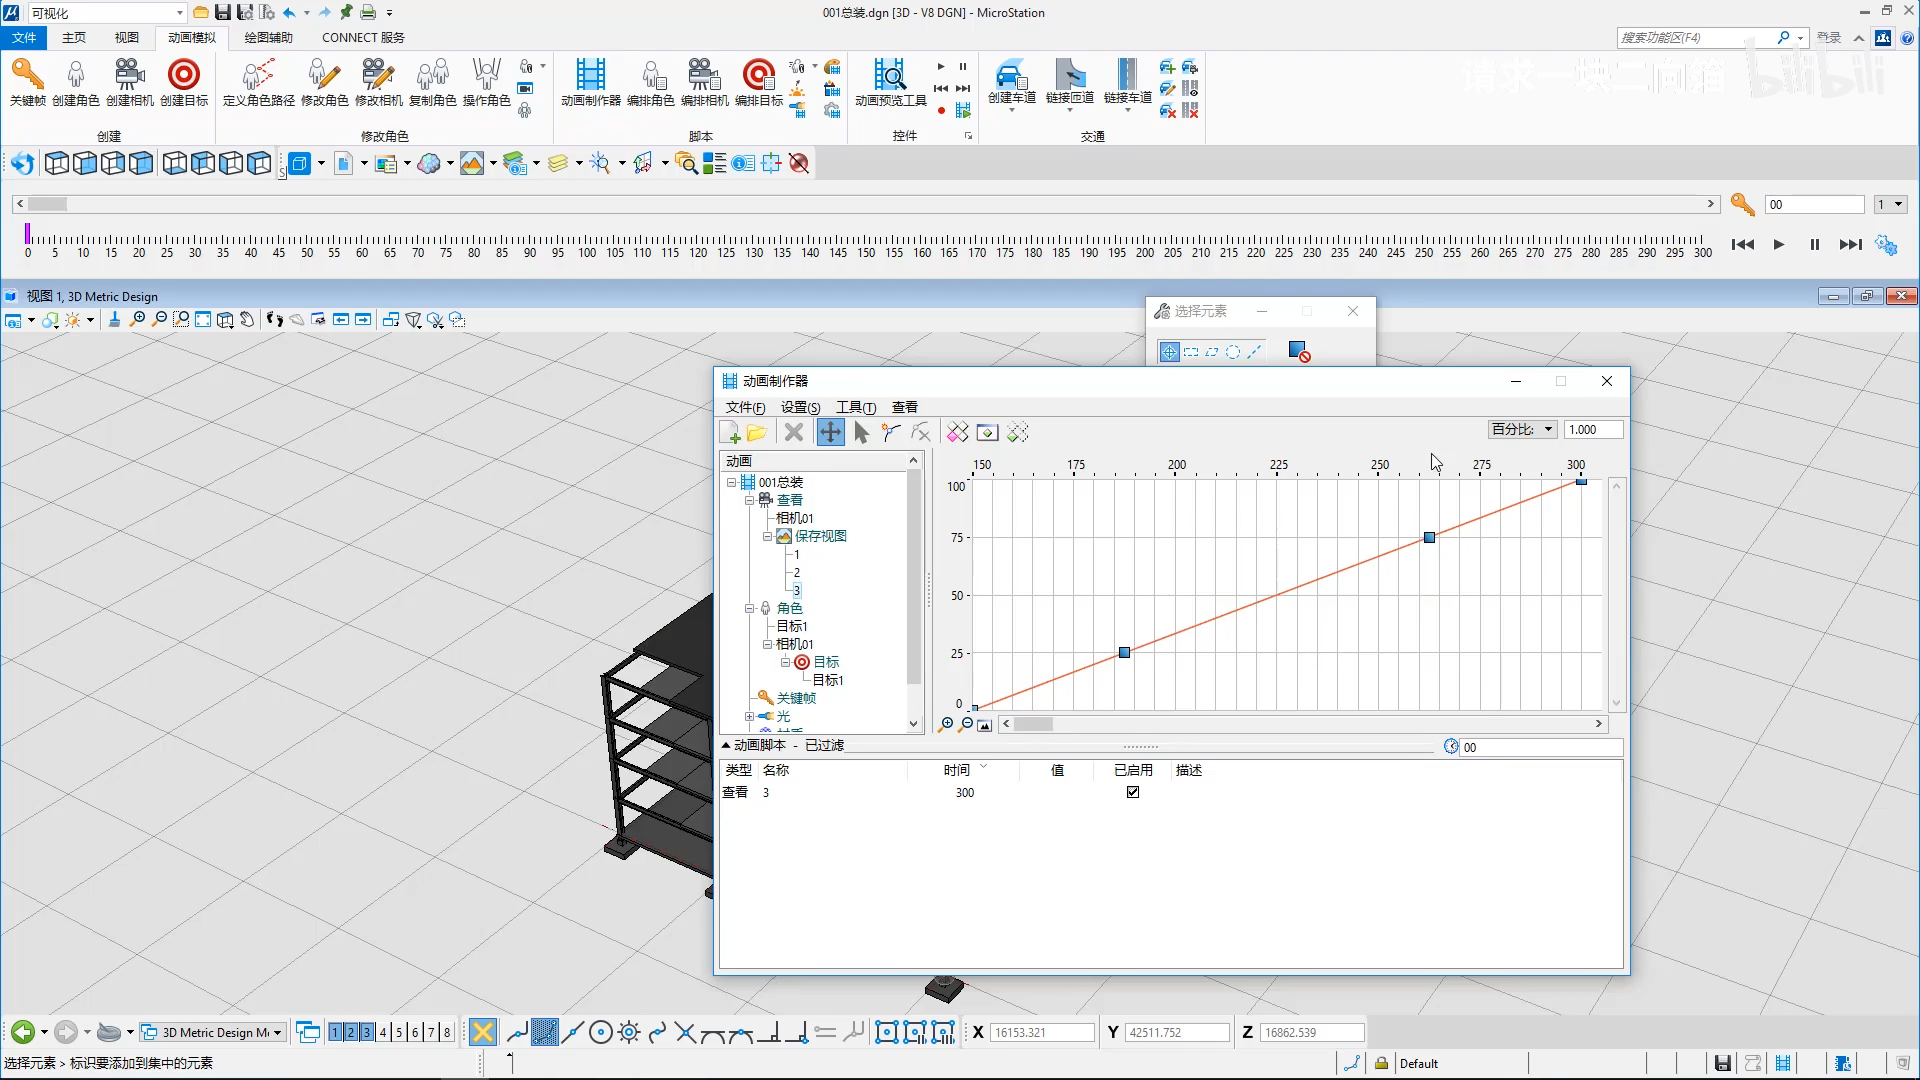 可视化
001总装.dgn [3D - V8 DGN] - MicroStation
文件 主页 视图 动画模拟 绘图辅助 CONNECT 服务
搜索功能区(F4) 登录
请求一块二向箔 bilibili
关键帧 创建角色 创建相机 创建目标 定义角色路径 修改角色 修改相机 复制角色 操作角色 动画制作器 编排角色 编排相机 编排目标 动画预览工具 创建车道 链接匝道 链接车道
创建 修改角色 脚本 控件 交通
00 1
0 5 10 15 20 25 30 35 40 45 50 55 60 65 70 75 80 85 90 95 100 105 110 115 120 125 130 135 140 145 150 155 160 165 170 175 180 185 190 195 200 205 210 215 220 225 230 235 240 245 250 255 260 265 270 275 280 285 290 295 300
视图 1, 3D Metric Design
选择元素
动画制作器
文件(F) 设置(S) 工具(T) 查看
百分比: 1.000
动画
001总装
查看
相机01
保存视图
1
2
3
角色
目标1
相机01
目标
目标1
关键帧
光
150 175 200 225 250 275 300
100
75
50
25
0
动画脚本 - 已过滤 00
类型 名称 时间 值 已启用 描述
查看 3 300
3D Metric Design M 1 2 3 4 5 6 7 8 X 16153.321 Y 42511.752 Z 16862.539
选择元素 > 标识要添加到集中的元素 Default